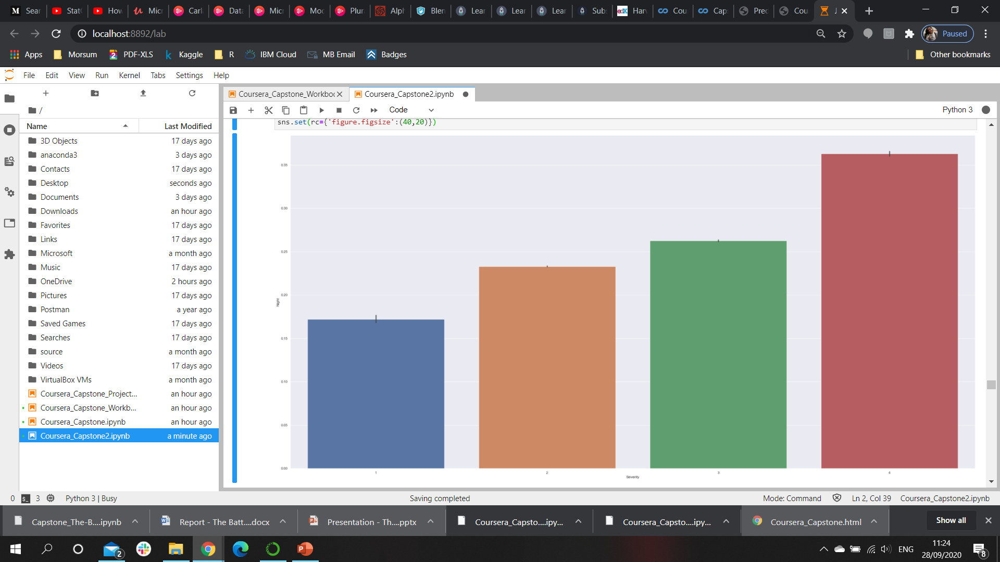 Sear
Stat
How
Micr
Carl
Data
Micr
Moc
Plur
Alph
Blen
Lear
Lear
Lear
Sub
Harv
Cou
Cap
Prec
Cou
J
localhost:8892/lab
Paused
Apps
Morsum
PDF-XLS
Kaggle
R
IBM Cloud
MB Email
Badges
Other bookmarks
File Edit View Run Kernel Tabs Settings Help
Coursera_Capstone_Workboo
Coursera_Capstone2.ipynb
/
Code
Python 3
Name Last Modified
sns.set(rc={'figure.figsize':(40,20)})
3D Objects 17 days ago
anaconda3 3 days ago
Contacts 17 days ago
Desktop seconds ago
Documents 3 days ago
Downloads an hour ago
Favorites 17 days ago
Links 17 days ago
Microsoft a month ago
Music 17 days ago
OneDrive 2 hours ago
Pictures 17 days ago
Postman a year ago
Saved Games 17 days ago
Searches 17 days ago
source a month ago
Videos 17 days ago
VirtualBox VMs a month ago
Coursera_Capstone_Project... an hour ago
Coursera_Capstone_Workb... an hour ago
Coursera_Capstone.ipynb an hour ago
Coursera_Capstone2.ipynb a minute ago
0.35
0.30
0.25
0.20
0.15
0.10
0.05
0.00
Night
1 2 3 4
Severity
0 $_ 3 Python 3 | Busy
Saving completed
Mode: Command Ln 2, Col 39 Coursera_Capstone2.ipynb
Capstone_The-B....ipynb
Report - The Batt....docx
Presentation - Th....pptx
Coursera_Capsto....ipy...
Coursera_Capsto....ipy...
Coursera_Capstone.html
Show all
2
ENG
11:24
28/09/2020
8